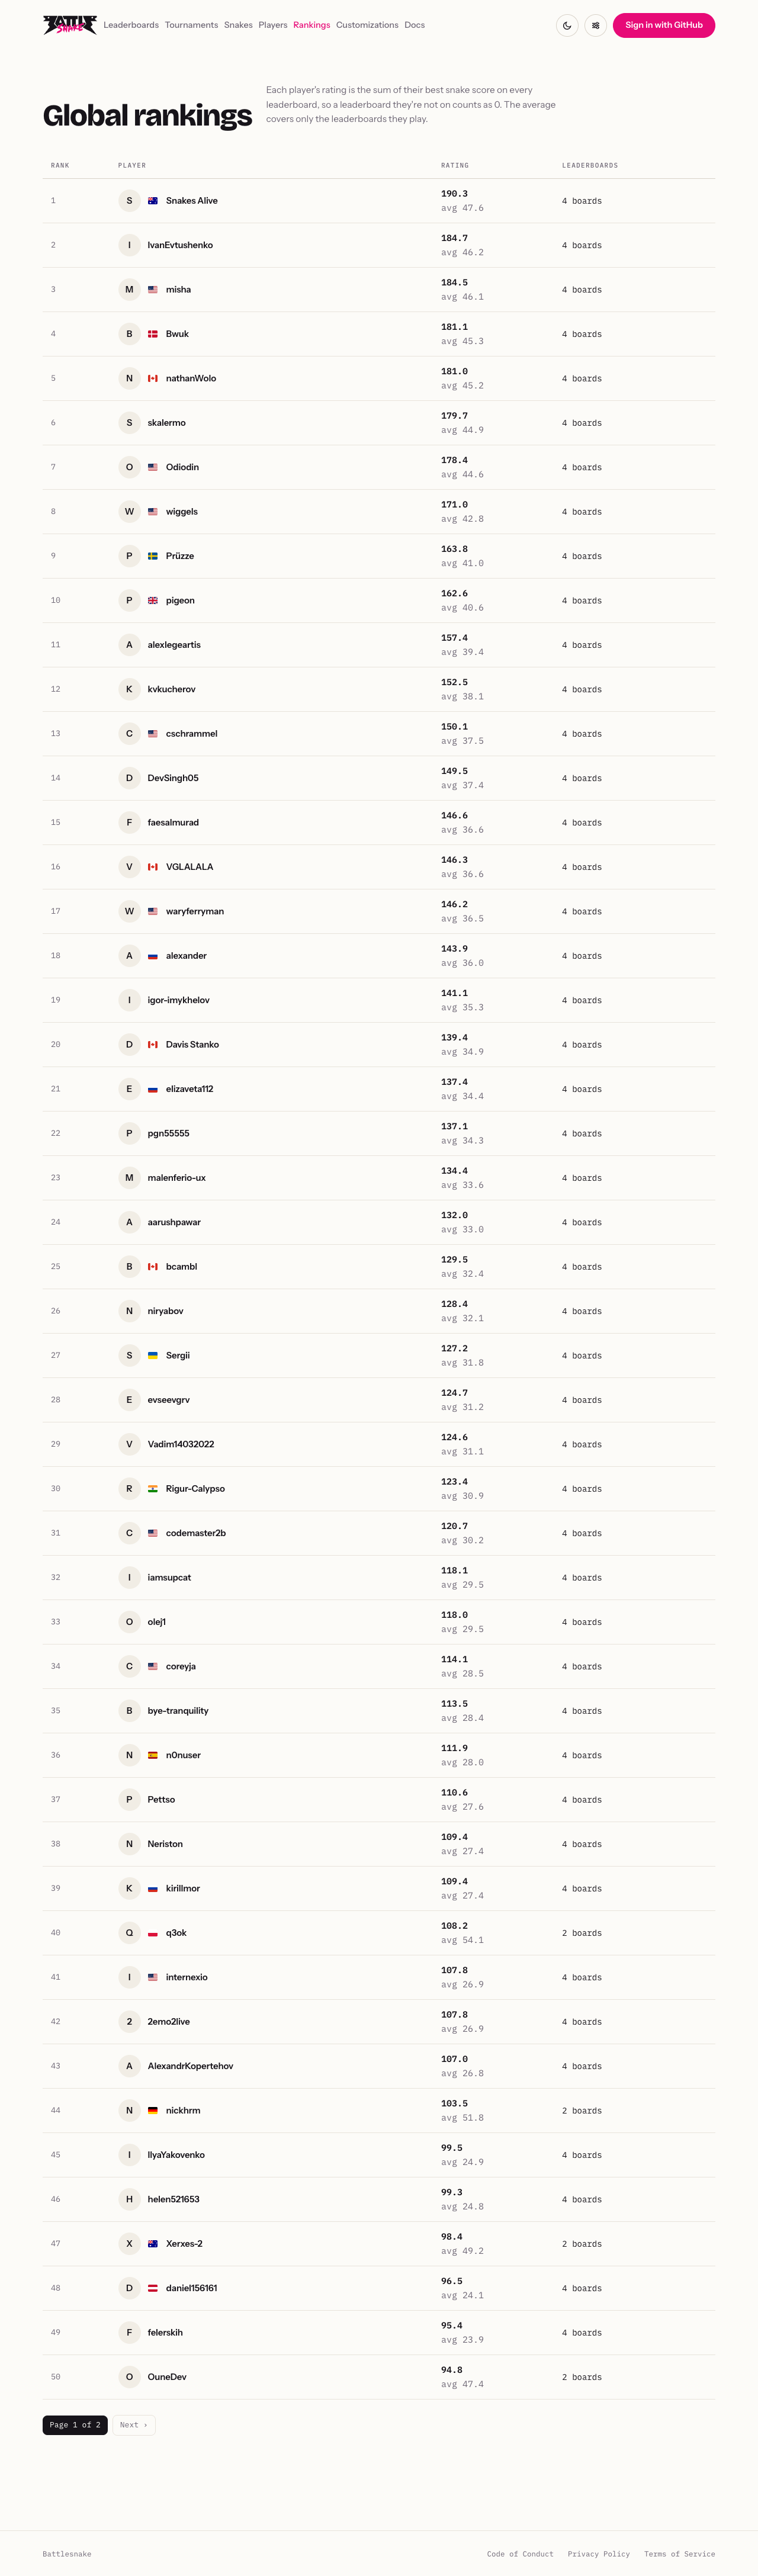 BATTLE
SNAKE
Leaderboards Tournaments Snakes Players Rankings Customizations Docs
Sign in with GitHub
Global rankings
Each player's rating is the sum of their best snake score on every
leaderboard, so a leaderboard they're not on counts as 0. The average
covers only the leaderboards they play.
RANK PLAYER RATING LEADERBOARDS
1 S Snakes Alive 190.3 4 boards
avg 47.6
2 I IvanEvtushenko 184.7 4 boards
avg 46.2
3 M misha 184.5 4 boards
avg 46.1
4 B Bwuk 181.1 4 boards
avg 45.3
5 N nathanWolo 181.0 4 boards
avg 45.2
6 S skalermo 179.7 4 boards
avg 44.9
7 O Odiodin 178.4 4 boards
avg 44.6
8 W wiggels 171.0 4 boards
avg 42.8
9 P Prüzze 163.8 4 boards
avg 41.0
10 P pigeon 162.6 4 boards
avg 40.6
11 A alexlegeartis 157.4 4 boards
avg 39.4
12 K kvkucherov 152.5 4 boards
avg 38.1
13 C cschrammel 150.1 4 boards
avg 37.5
14 D DevSingh05 149.5 4 boards
avg 37.4
15 F faesalmurad 146.6 4 boards
avg 36.6
16 V VGLALALA 146.3 4 boards
avg 36.6
17 W waryferryman 146.2 4 boards
avg 36.5
18 A alexander 143.9 4 boards
avg 36.0
19 I igor-imykhelov 141.1 4 boards
avg 35.3
20 D Davis Stanko 139.4 4 boards
avg 34.9
21 E elizaveta112 137.4 4 boards
avg 34.4
22 P pgn55555 137.1 4 boards
avg 34.3
23 M malenferio-ux 134.4 4 boards
avg 33.6
24 A aarushpawar 132.0 4 boards
avg 33.0
25 B bcambl 129.5 4 boards
avg 32.4
26 N niryabov 128.4 4 boards
avg 32.1
27 S Sergii 127.2 4 boards
avg 31.8
28 E evseevgrv 124.7 4 boards
avg 31.2
29 V Vadim14032022 124.6 4 boards
avg 31.1
30 R Rigur-Calypso 123.4 4 boards
avg 30.9
31 C codemaster2b 120.7 4 boards
avg 30.2
32 I iamsupcat 118.1 4 boards
avg 29.5
33 O olej1 118.0 4 boards
avg 29.5
34 C coreyja 114.1 4 boards
avg 28.5
35 B bye-tranquility 113.5 4 boards
avg 28.4
36 N n0nuser 111.9 4 boards
avg 28.0
37 P Pettso 110.6 4 boards
avg 27.6
38 N Neriston 109.4 4 boards
avg 27.4
39 K kirillmor 109.4 4 boards
avg 27.4
40 Q q3ok 108.2 2 boards
avg 54.1
41 I internexio 107.8 4 boards
avg 26.9
42 2 2emo2live 107.8 4 boards
avg 26.9
43 A AlexandrKopertehov 107.0 4 boards
avg 26.8
44 N nickhrm 103.5 2 boards
avg 51.8
45 I IlyaYakovenko 99.5 4 boards
avg 24.9
46 H helen521653 99.3 4 boards
avg 24.8
47 X Xerxes-2 98.4 2 boards
avg 49.2
48 D daniel156161 96.5 4 boards
avg 24.1
49 F felerskih 95.4 4 boards
avg 23.9
50 O OuneDev 94.8 2 boards
avg 47.4
Page 1 of 2 Next ›
Battlesnake Code of Conduct Privacy Policy Terms of Service